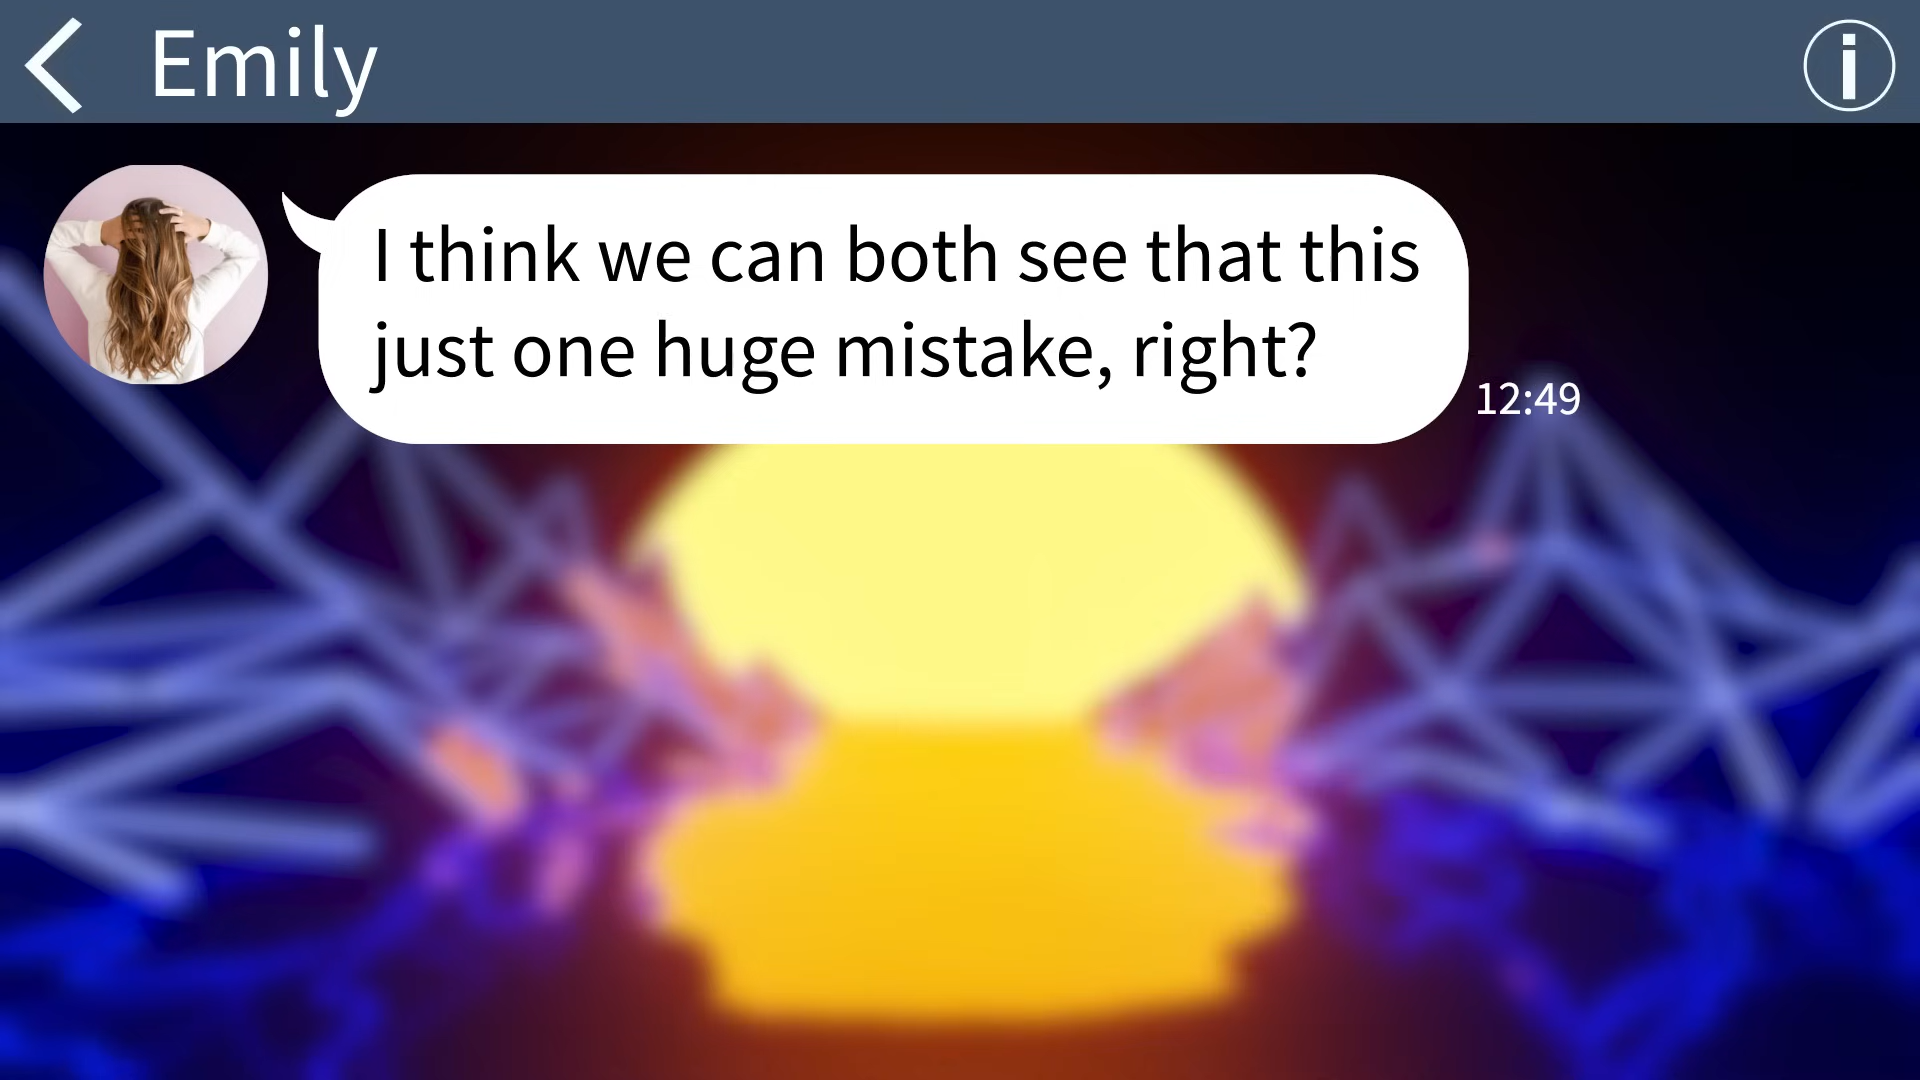 Emily
I think we can both see that this
just one huge mistake, right?
12:49